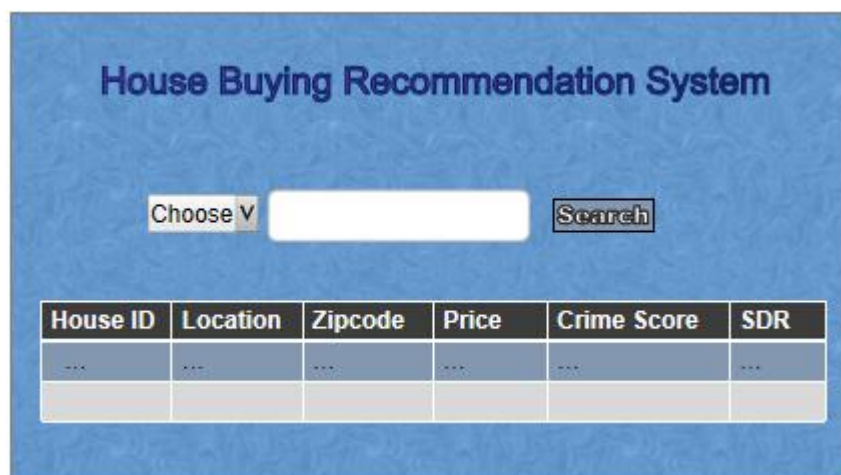 House Buying Recommendation System
Choose V Search
House ID Location Zipcode Price Crime Score SDR
... ... ... ... ... ...